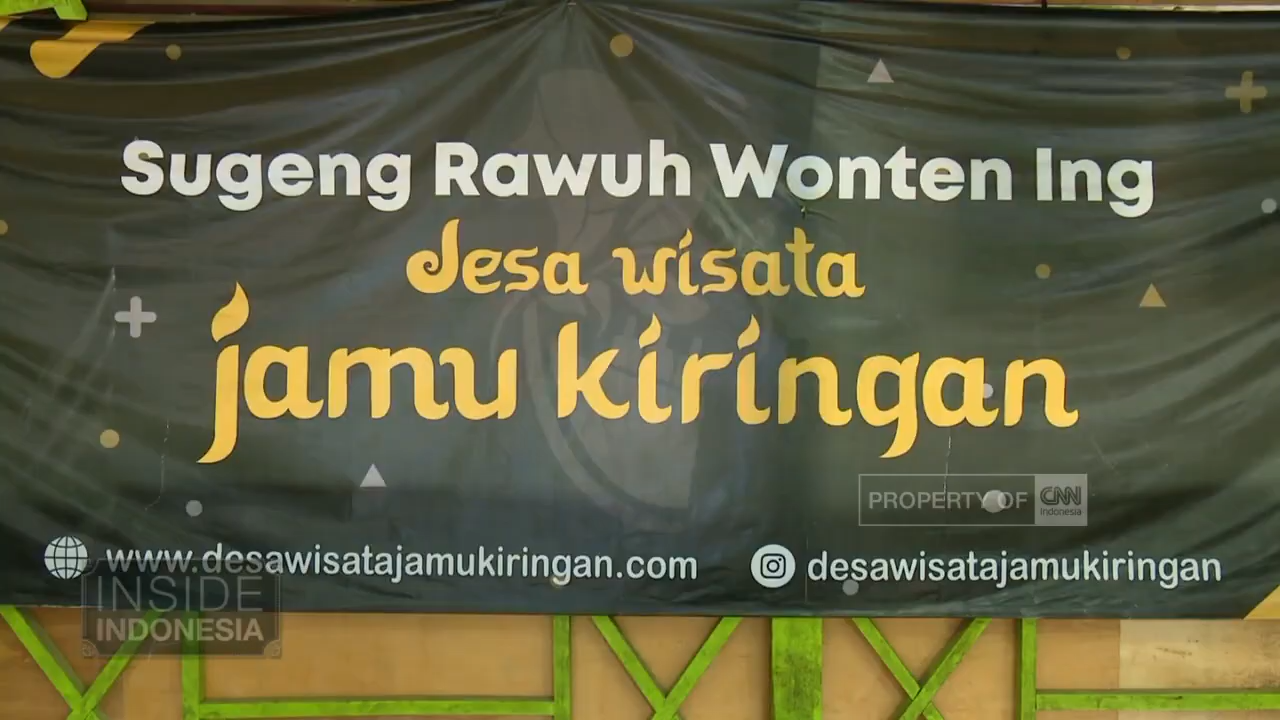 Sugeng Rawuh Wonten Ing
desa wisata
jamu kiringan
PROPERTY OF CNN Indonesia
www.desawisatajamukiringan.com
desawisatajamukiringan
INSIDE
INDONESIA